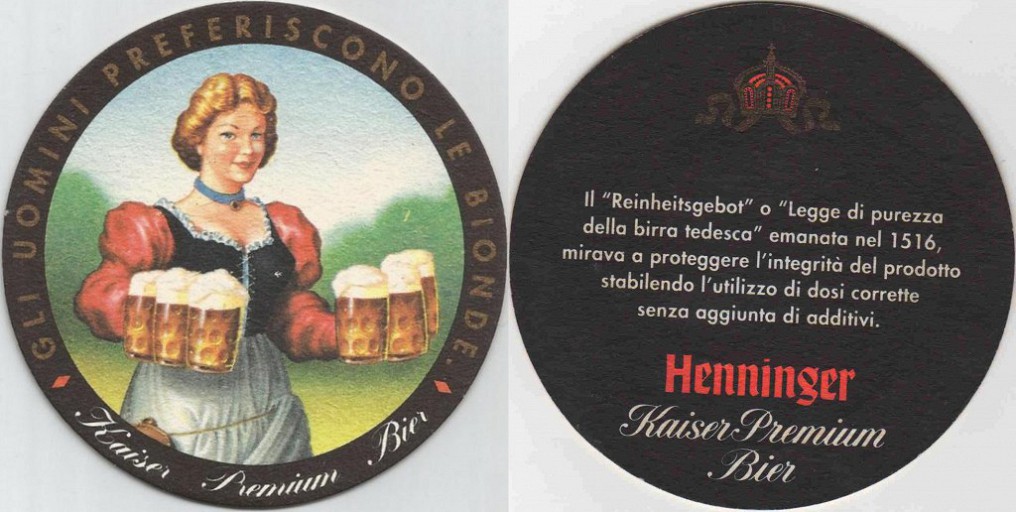 GLI UOMINI PREFERISCONO LE BIONDE.
Kaiser Premium Bier
Il "Reinheitsgebot" o "Legge di purezza
della birra tedesca" emanata nel 1516,
mirava a proteggere l'integrità del prodotto
stabilendo l'utilizzo di dosi corrette
senza aggiunta di additivi.
Henninger
Kaiser Premium
Bier